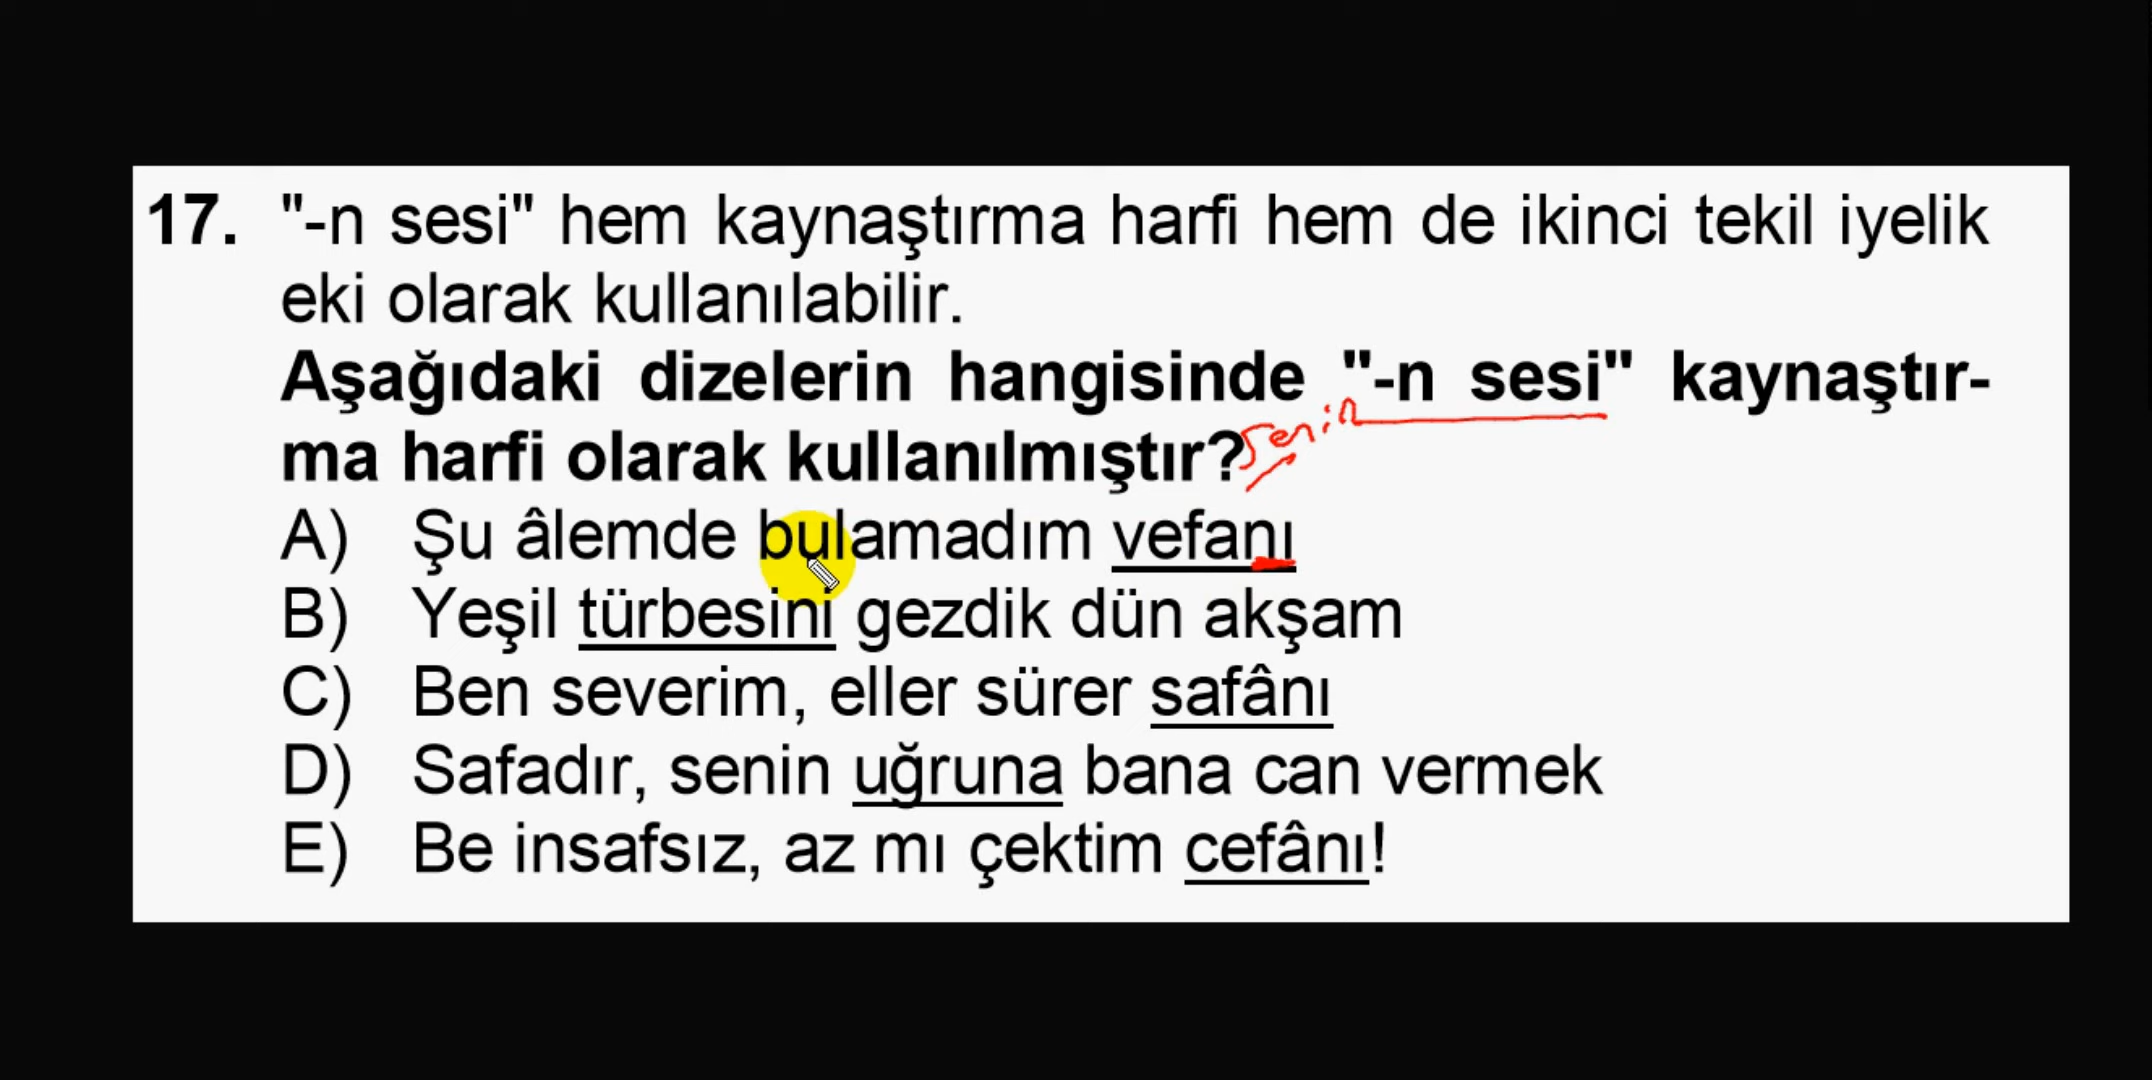 17. "-n sesi" hem kaynaştırma harfi hem de ikinci tekil iyelik
eki olarak kullanılabilir.
Aşağıdaki dizelerin hangisinde "-n sesi" kaynaştır-
ma harfi olarak kullanılmıştır? senin
A) Şu âlemde bulamadım vefanı
B) Yeşil türbesini gezdik dün akşam
C) Ben severim, eller sürer safânı
D) Safadır, senin uğruna bana can vermek
E) Be insafsız, az mı çektim cefânı!